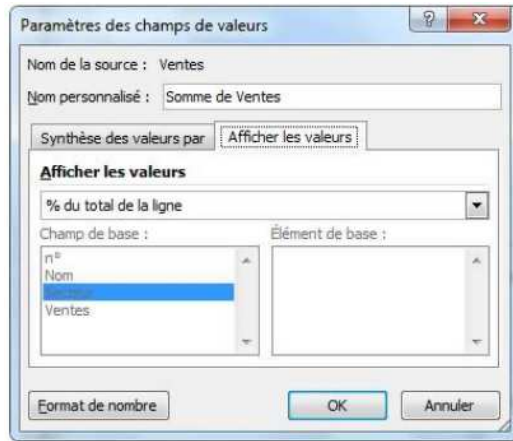 Paramètres des champs de valeurs
Nom de la source : Ventes
Nom personnalisé : Somme de Ventes
Synthèse des valeurs par
Afficher les valeurs
Afficher les valeurs
% du total de la ligne
Champ de base :
Élément de base :
n°
Nom
Secteur
Ventes
Format de nombre
OK
Annuler